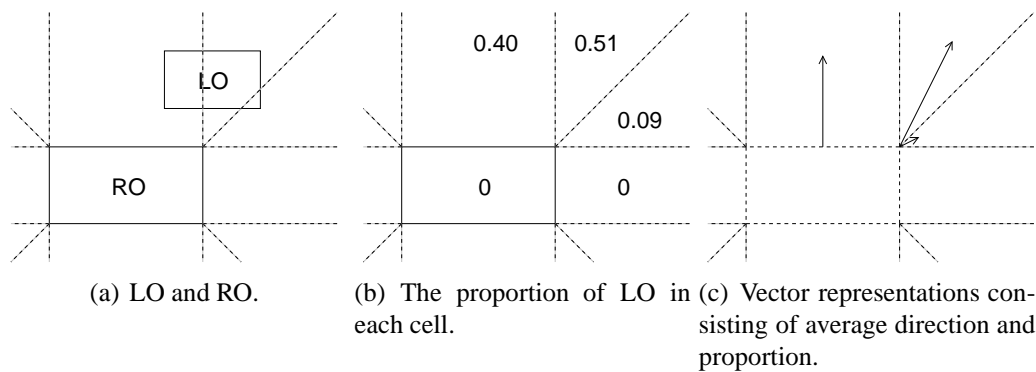 LO
RO
0.40
0.51
0.09
0
0
(a) LO and RO.
(b) The proportion of LO in
each cell.
(c) Vector representations con-
sisting of average direction and
proportion.